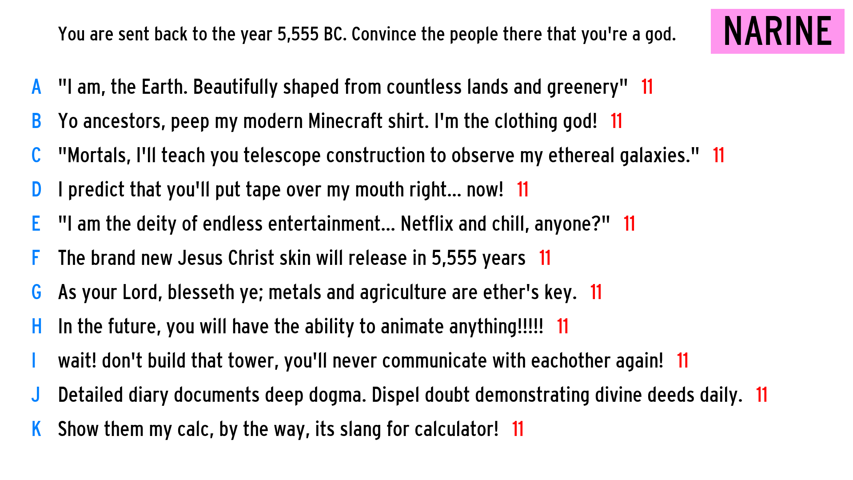 You are sent back to the year 5,555 BC. Convince the people there that you're a god.
NARINE
A "I am, the Earth. Beautifully shaped from countless lands and greenery" 11
B Yo ancestors, peep my modern Minecraft shirt. I'm the clothing god! 11
C "Mortals, I'll teach you telescope construction to observe my ethereal galaxies." 11
D I predict that you'll put tape over my mouth right... now! 11
E "I am the deity of endless entertainment... Netflix and chill, anyone?" 11
F The brand new Jesus Christ skin will release in 5,555 years 11
G As your Lord, blesseth ye; metals and agriculture are ether's key. 11
H In the future, you will have the ability to animate anything!!!!! 11
I wait! don't build that tower, you'll never communicate with eachother again! 11
J Detailed diary documents deep dogma. Dispel doubt demonstrating divine deeds daily. 11
K Show them my calc, by the way, its slang for calculator! 11